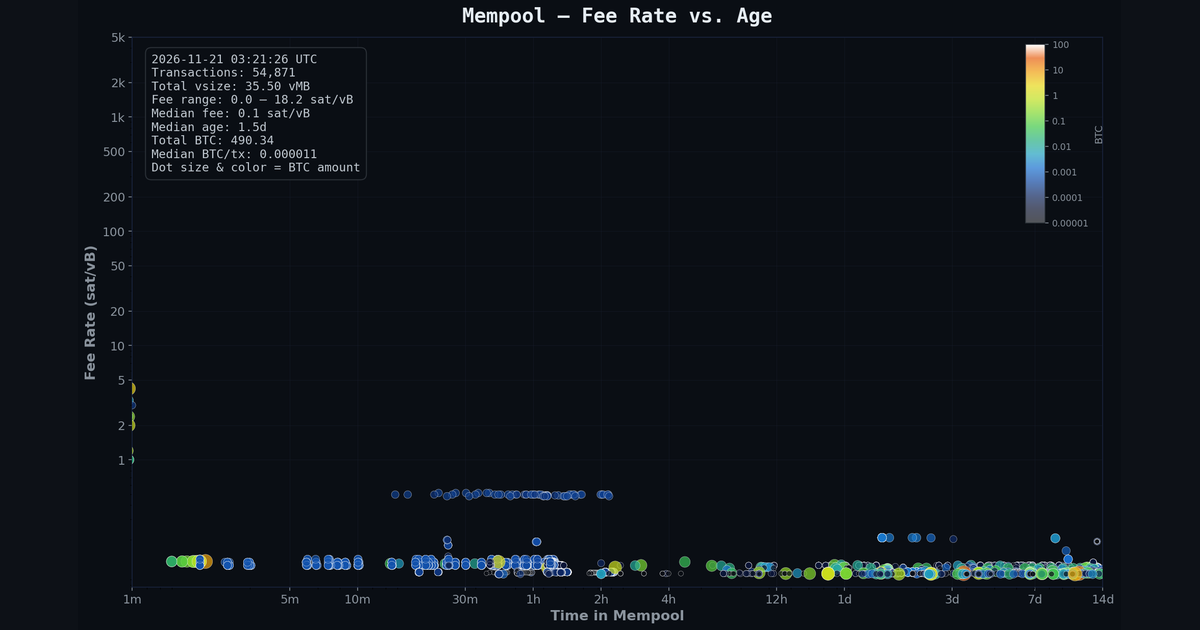 Mempool — Fee Rate vs. Age
2026-11-21 03:21:26 UTC
Transactions: 54,871
Total vsize: 35.50 vMB
Fee range: 0.0 – 18.2 sat/vB
Median fee: 0.1 sat/vB
Median age: 1.5d
Total BTC: 490.34
Median BTC/tx: 0.000011
Dot size & color = BTC amount
100
10
1
0.1
0.01
0.001
0.0001
0.00001
BTC
Fee Rate (sat/vB)
5k
2k
1k
500
200
100
50
20
10
5
2
1
1m 5m 10m 30m 1h 2h 4h 12h 1d 3d 7d 14d
Time in Mempool